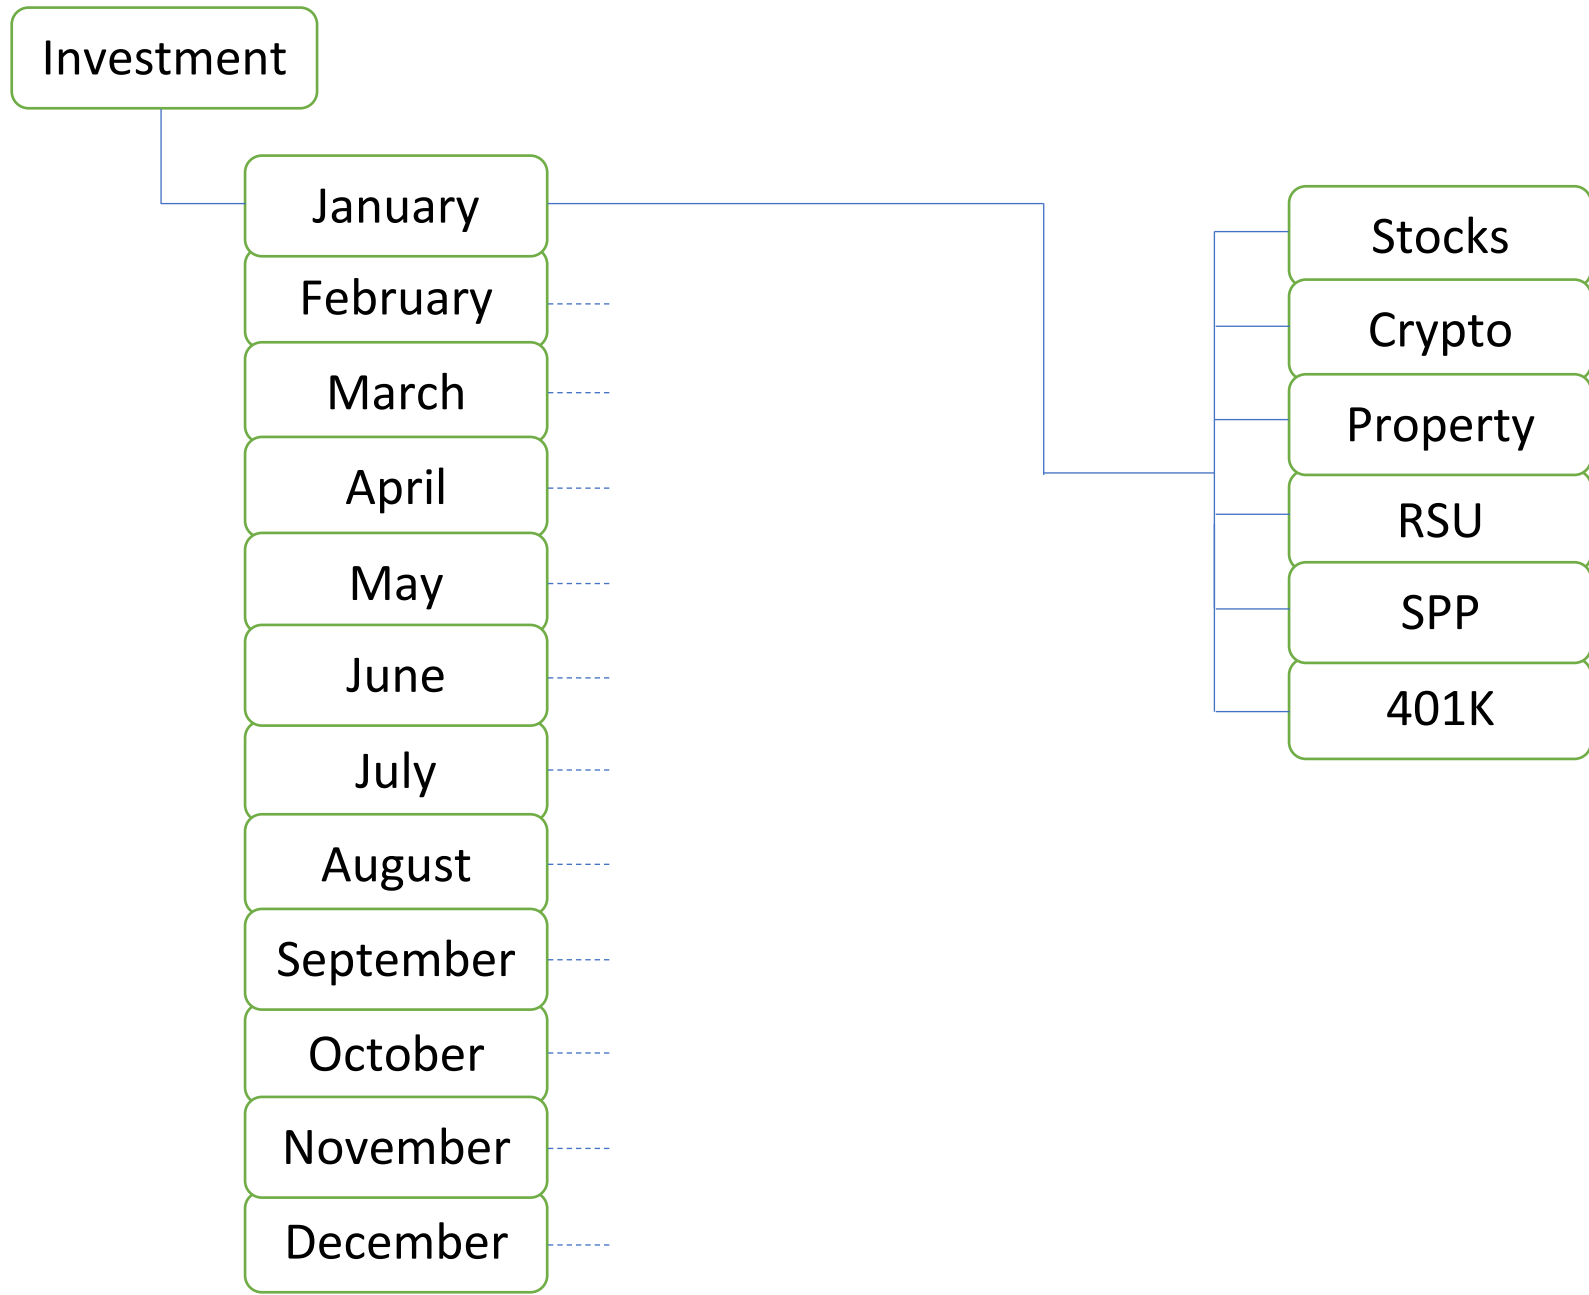 Investment
January
February
March
April
May
June
July
August
September
October
November
December
Stocks
Crypto
Property
RSU
SPP
401K